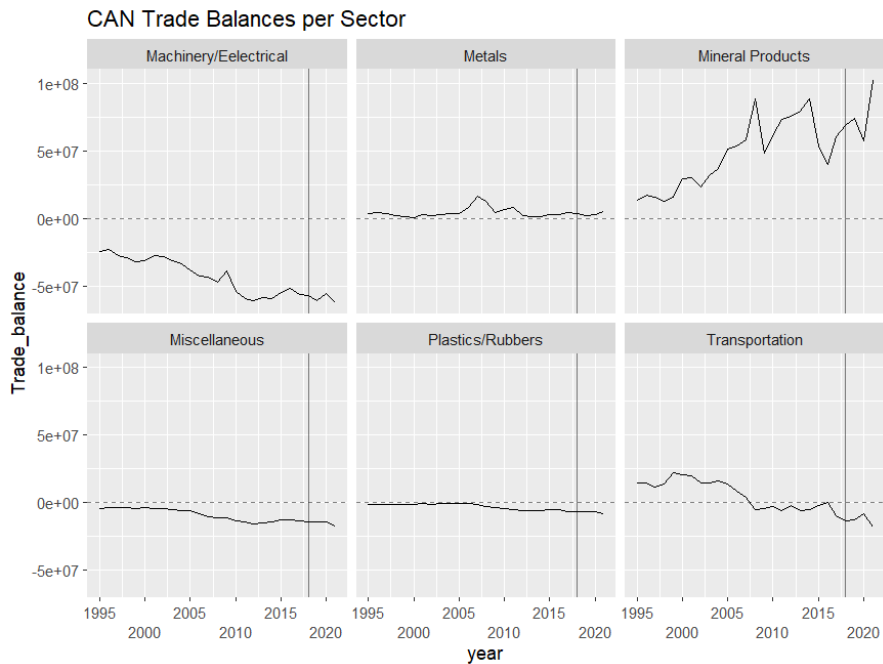 CAN Trade Balances per Sector
Machinery/Eelectrical
Metals
Mineral Products
1e+08
5e+07
0e+00
-5e+07
Trade_balance
Miscellaneous
Plastics/Rubbers
Transportation
1e+08
5e+07
0e+00
-5e+07
1995 2005 2015 1995 2005 2015 1995 2005 2015
2000 2010 2020 2000 2010 2020 2000 2010 2020
year